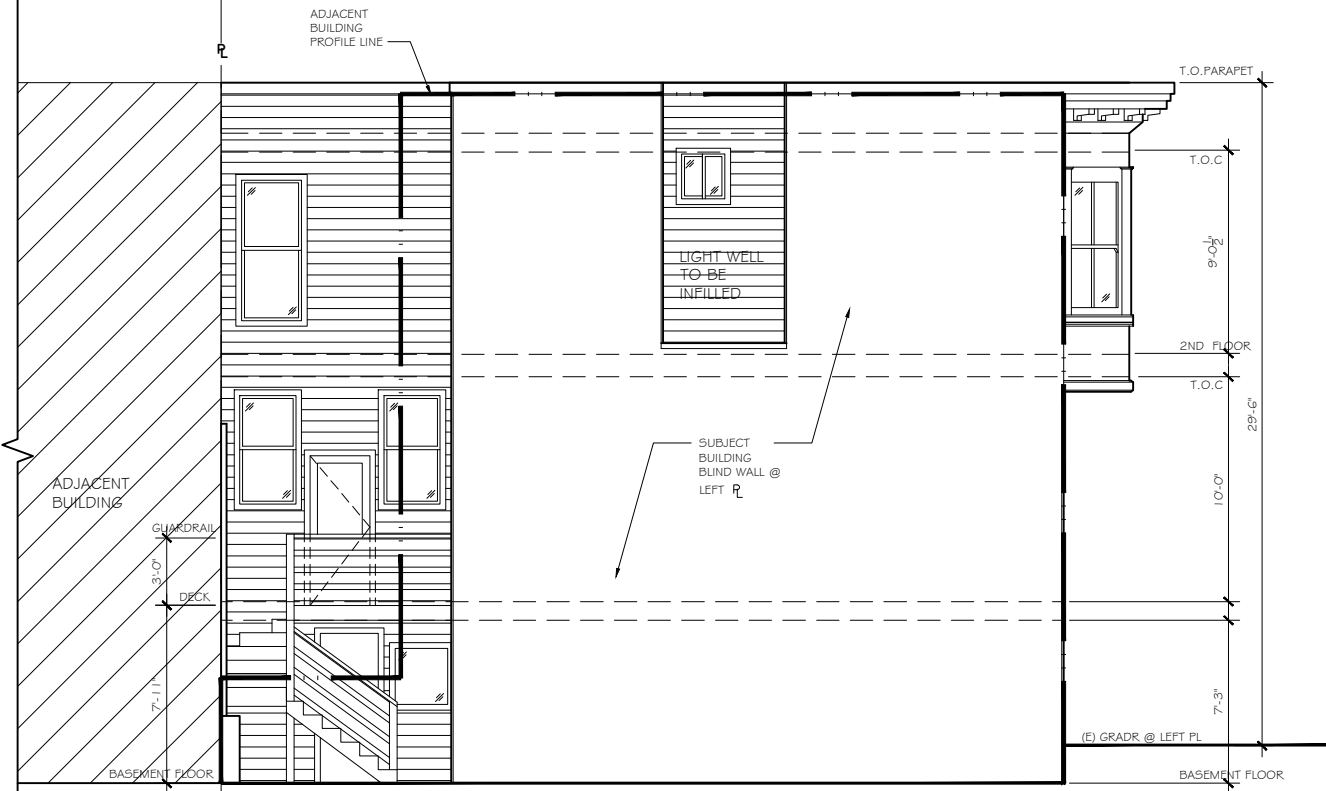 ADJACENT
BUILDING
PROFILE LINE
PL
T.O.PARAPET
T.O.C
9'-0½"
LIGHT WELL
TO BE
INFILLED
2ND FLOOR
T.O.C
29'-6"
SUBJECT
BUILDING
BLIND WALL @
LEFT PL
ADJACENT
BUILDING
10'-0"
GUARDRAIL
3'-0"
DECK
7'-11"
7'-3"
(E) GRADR @ LEFT PL
BASEMENT FLOOR
BASEMENT FLOOR